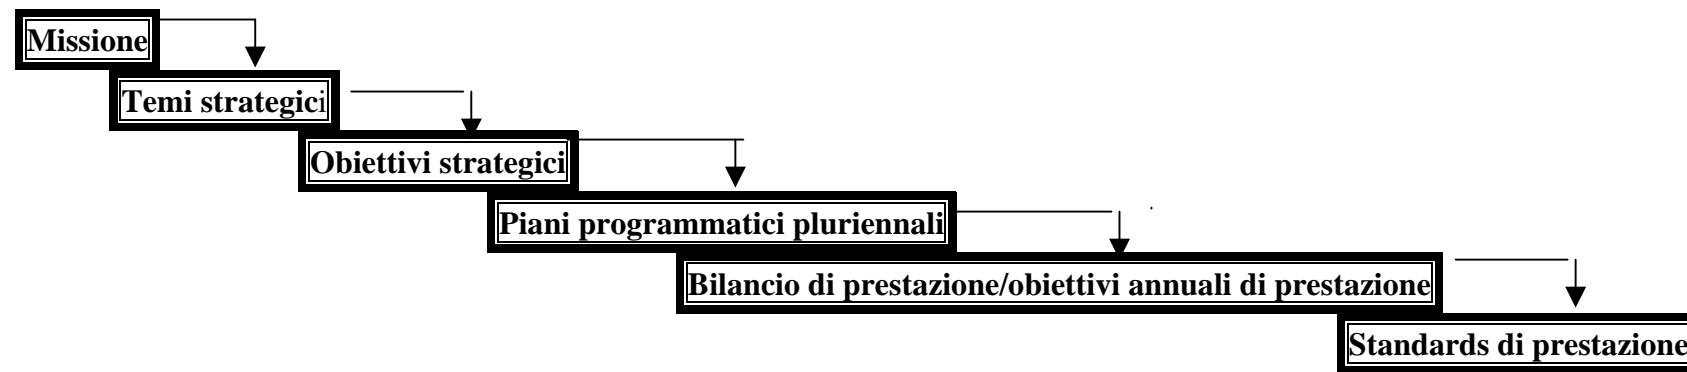 Missione
Temi strategici
Obiettivi strategici
Piani programmatici pluriennali
Bilancio di prestazione/obiettivi annuali di prestazione
Standards di prestazione